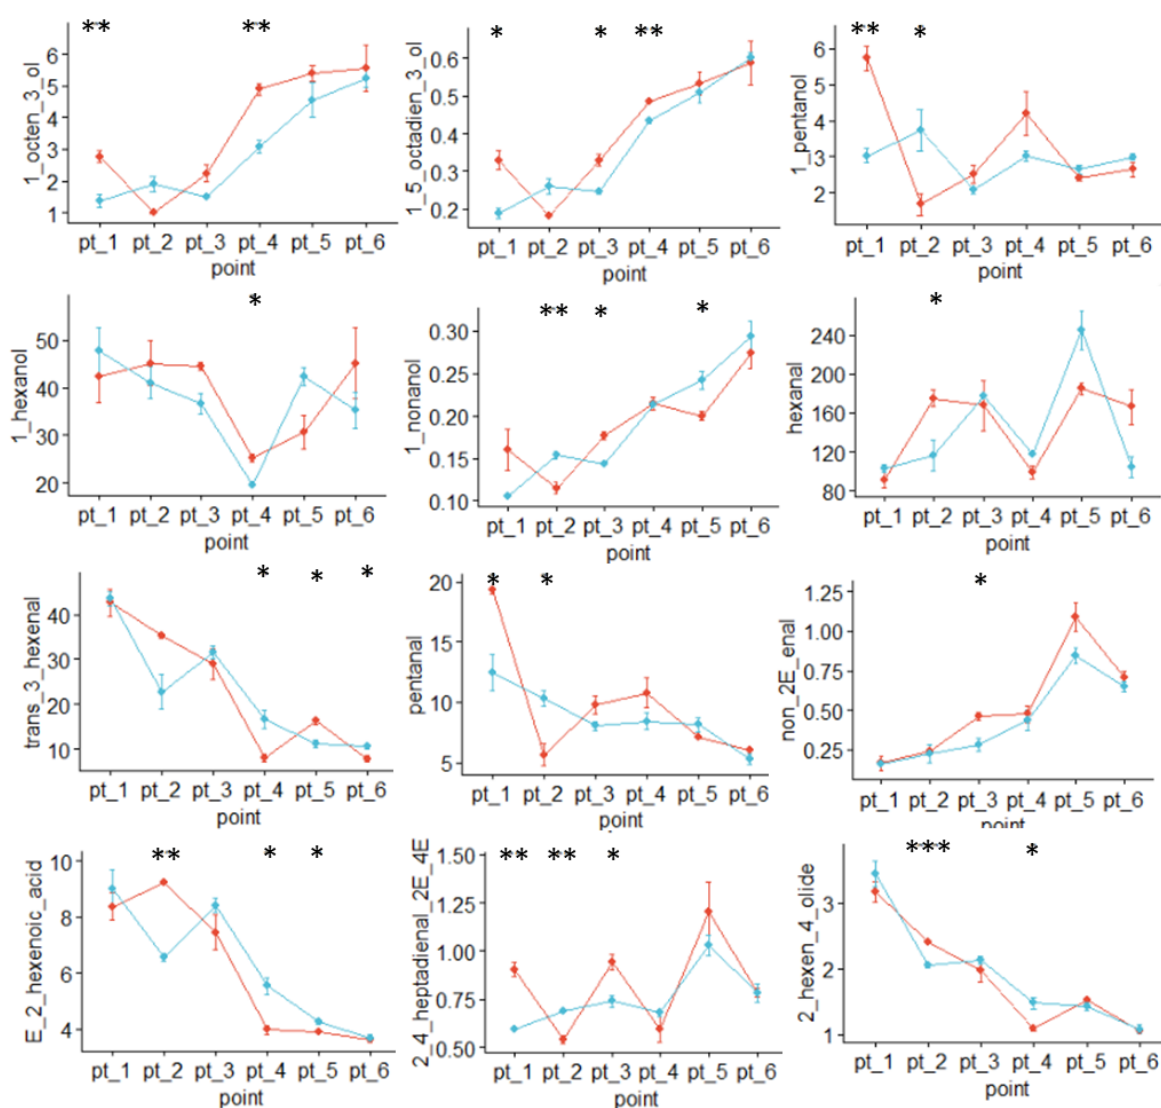 ** ** * * ** ** *
1_octen_3_ol
6
5
4
3
2
1
pt_1 pt_2 pt_3 pt_4 pt_5 pt_6
point
1_5_octadien_3_ol
0.6
0.5
0.4
0.3
0.2
pt_1 pt_2 pt_3 pt_4 pt_5 pt_6
point
1_pentanol
6
5
4
3
2
pt_1 pt_2 pt_3 pt_4 pt_5 pt_6
point
* ** * * *
1_hexanol
50
40
30
20
pt_1 pt_2 pt_3 pt_4 pt_5 pt_6
point
1_nonanol
0.30
0.25
0.20
0.15
0.10
pt_1 pt_2 pt_3 pt_4 pt_5 pt_6
point
hexanal
240
200
160
120
80
pt_1 pt_2 pt_3 pt_4 pt_5 pt_6
point
* * * * * *
trans_3_hexenal
40
30
20
10
pt_1 pt_2 pt_3 pt_4 pt_5 pt_6
point
pentanal
20
15
10
5
pt_1 pt_2 pt_3 pt_4 pt_5 pt_6
point
non_2E_enal
1.25
1.00
0.75
0.50
0.25
pt_1 pt_2 pt_3 pt_4 pt_5 pt_6
point
** * * ** ** * *** *
E_2_hexenoic_acid
10
8
6
4
pt_1 pt_2 pt_3 pt_4 pt_5 pt_6
point
2_4_heptadienal_2E_4E
1.50
1.25
1.00
0.75
0.50
pt_1 pt_2 pt_3 pt_4 pt_5 pt_6
point
2_hexen_4_olide
3
2
1
pt_1 pt_2 pt_3 pt_4 pt_5 pt_6
point